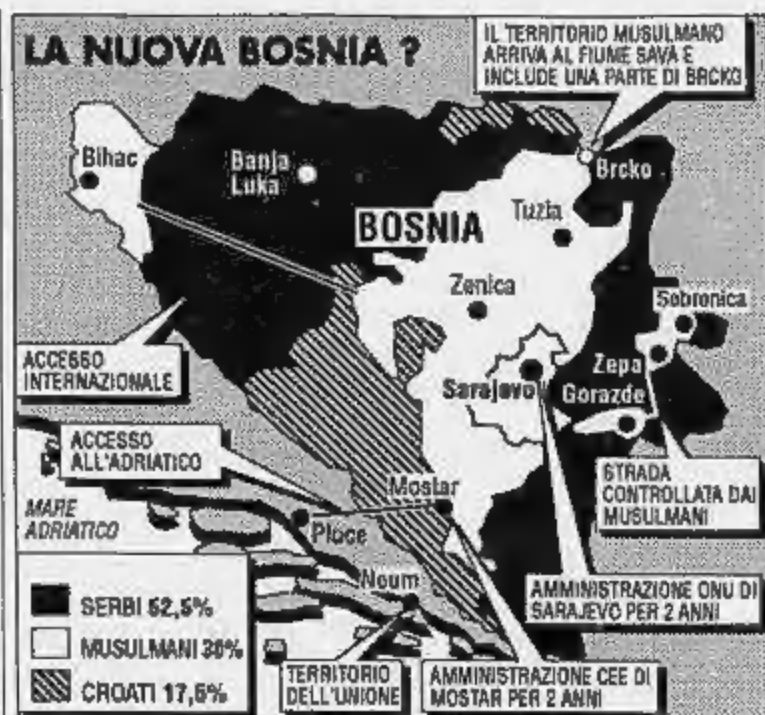 LA NUOVA BOSNIA ?
IL TERRITORIO MUSULMANO
ARRIVA AL FIUME SAVA E
INCLUDE UNA PARTE DI BRCKO
Bihac
Banja
Luka
Brcko
BOSNIA
Tuzla
Zenica
Sebronica
Zepa
Gorazde
Sarajevo
ACCESSO
INTERNAZIONALE
ACCESSO
ALL'ADRIATICO
STRADA
CONTROLLATA DAI
MUSULMANI
MARE
ADRIATICO
Mostar
Ploce
Noum
SERBI 52,5%
MUSULMANI 30%
CROATI 17,5%
TERRITORIO
DELL'UNIONE
AMMINISTRAZIONE CEE DI
MOSTAR PER 2 ANNI
AMMINISTRAZIONE ONU DI
SARAJEVO PER 2 ANNI